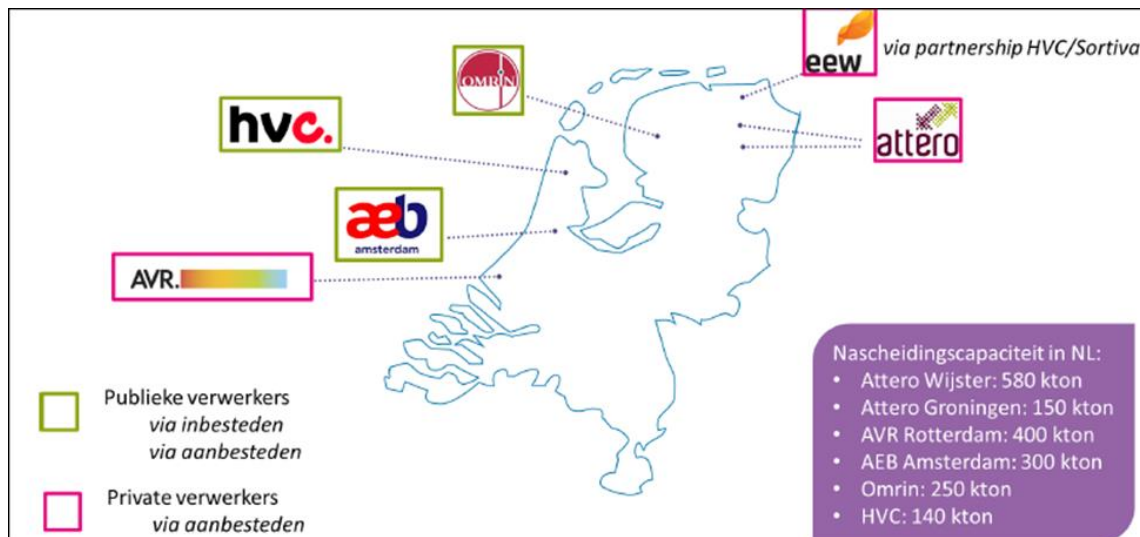 eew
via partnership HVC/Sortiva
OMRIN
hvc.
attero
aeb
amsterdam
AVR.
Publieke verwerkers
via inbesteden
via aanbesteden
Private verwerkers
via aanbesteden
Nascheidingscapaciteit in NL:
• Attero Wijster: 580 kton
• Attero Groningen: 150 kton
• AVR Rotterdam: 400 kton
• AEB Amsterdam: 300 kton
• Omrin: 250 kton
• HVC: 140 kton